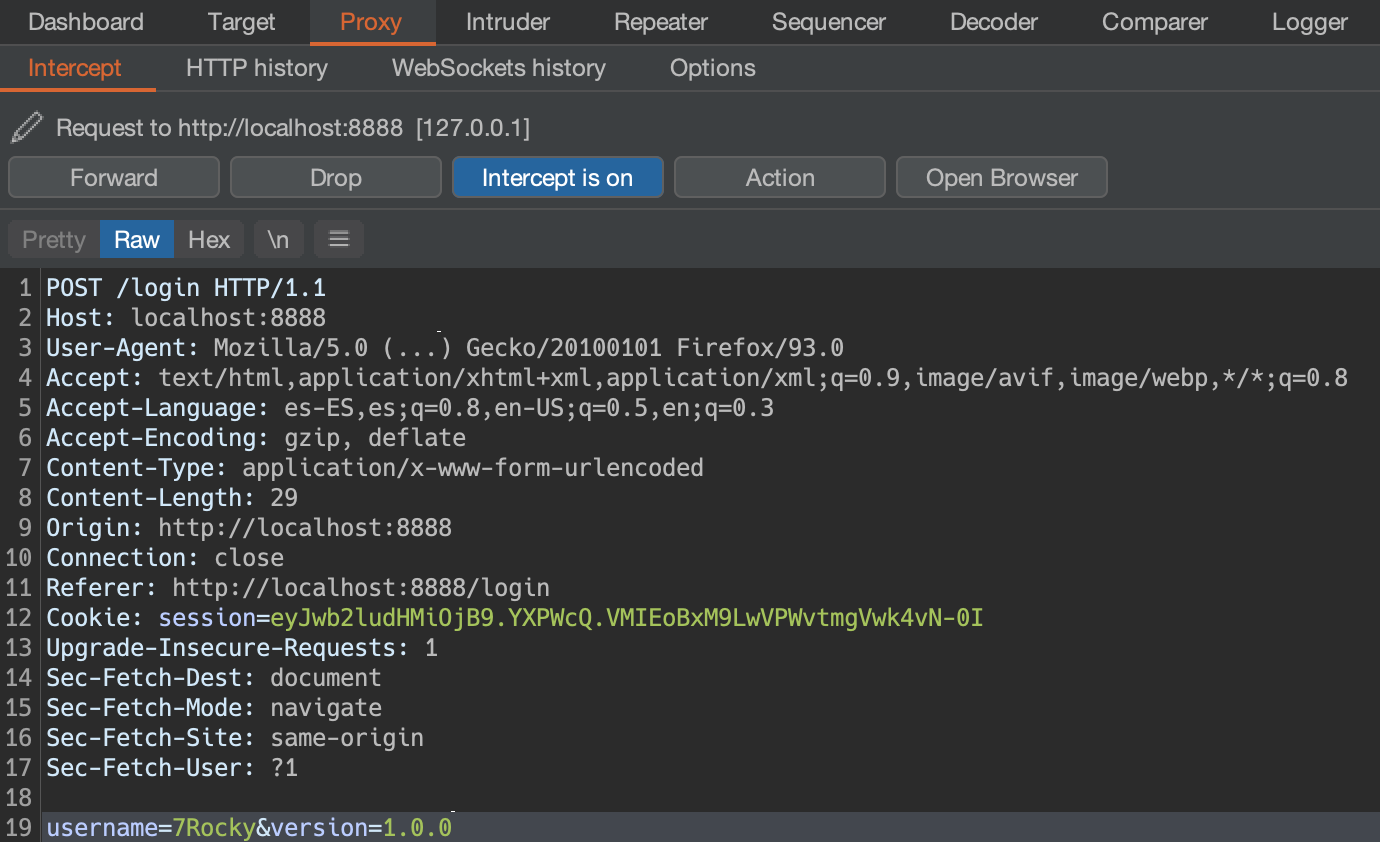 Dashboard Target Proxy Intruder Repeater Sequencer Decoder Comparer Logger
Intercept HTTP history WebSockets history Options
Request to http://localhost:8888 [127.0.0.1]
Forward Drop Intercept is on Action Open Browser
Pretty Raw Hex \n
1 POST /login HTTP/1.1
2 Host: localhost:8888
3 User-Agent: Mozilla/5.0 (...) Gecko/20100101 Firefox/93.0
4 Accept: text/html,application/xhtml+xml,application/xml;q=0.9,image/avif,image/webp,*/*;q=0.8
5 Accept-Language: es-ES,es;q=0.8,en-US;q=0.5,en;q=0.3
6 Accept-Encoding: gzip, deflate
7 Content-Type: application/x-www-form-urlencoded
8 Content-Length: 29
9 Origin: http://localhost:8888
10 Connection: close
11 Referer: http://localhost:8888/login
12 Cookie: session=eyJwb2ludHMiOjB9.YXPWcQ.VMIEoBxM9LwVPWvtmgVwk4vN-0I
13 Upgrade-Insecure-Requests: 1
14 Sec-Fetch-Dest: document
15 Sec-Fetch-Mode: navigate
16 Sec-Fetch-Site: same-origin
17 Sec-Fetch-User: ?1
18
19 username=7Rocky&version=1.0.0